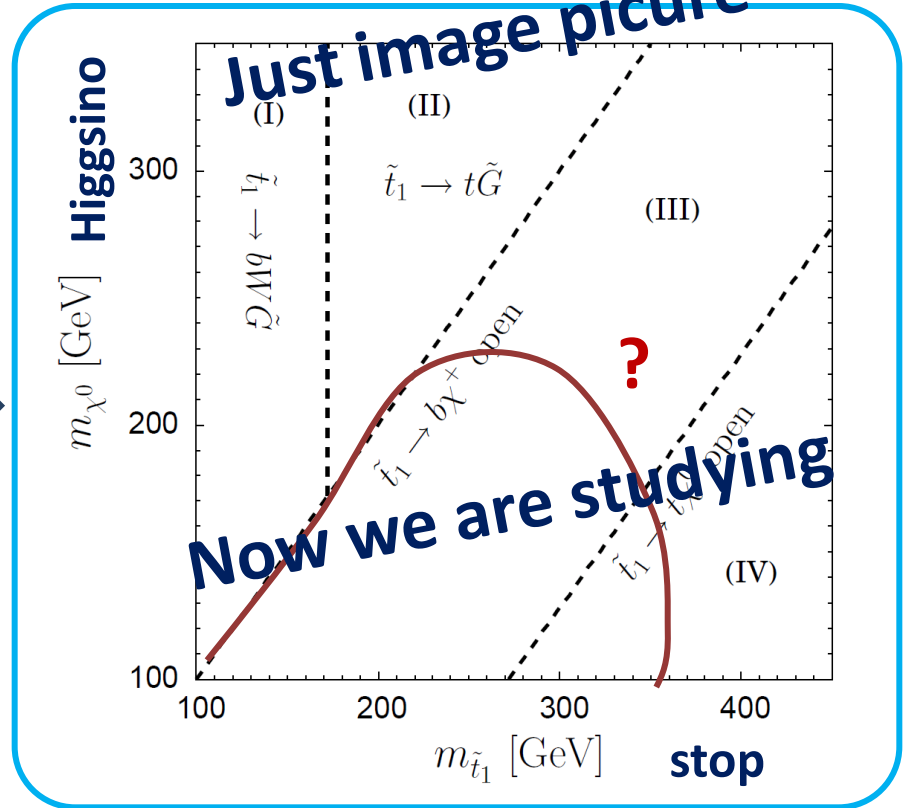 Just image picure
Higgsino
(I)
(II)
t̃₁ → bWG̃
t̃₁ → tG̃
(III)
t̃₁ → bχ⁺ open
?
t̃₁ → tχ⁰ open
Now we are studying
(IV)
m_χ⁰ [GeV]
300
200
100
100 200 300 400
m_t̃₁ [GeV]
stop